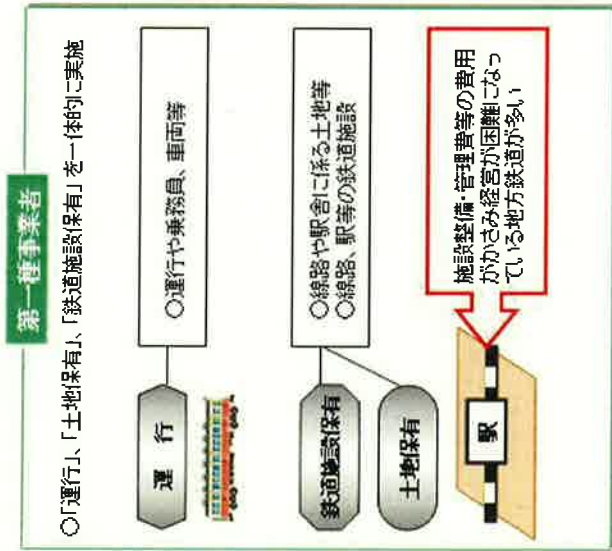 第一種事業者
○「運行」、「土地保有」、「鉄道施設保有」を一体的に実施
運行
○運行や乗務員、車両等
鉄道施設保有
土地保有
○線路や駅舎に係る土地等
○線路、駅等の鉄道施設
駅
施設整備・管理費等の費用
がかさみ経営が困難になっ
ている地方鉄道が多い